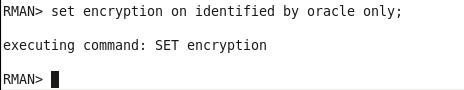 RMAN> set encryption on identified by oracle only;
executing command: SET encryption
RMAN>